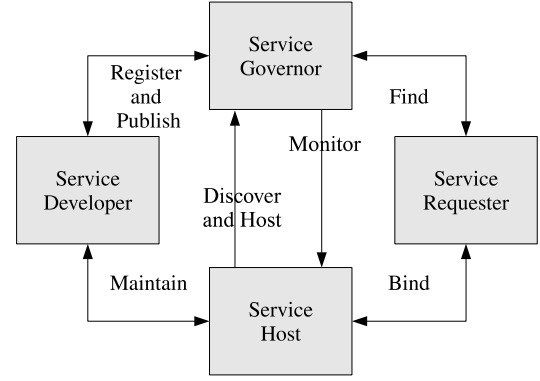 Service
Governor
Register
and
Publish
Find
Monitor
Service
Developer
Discover
and Host
Service
Requester
Maintain
Bind
Service
Host